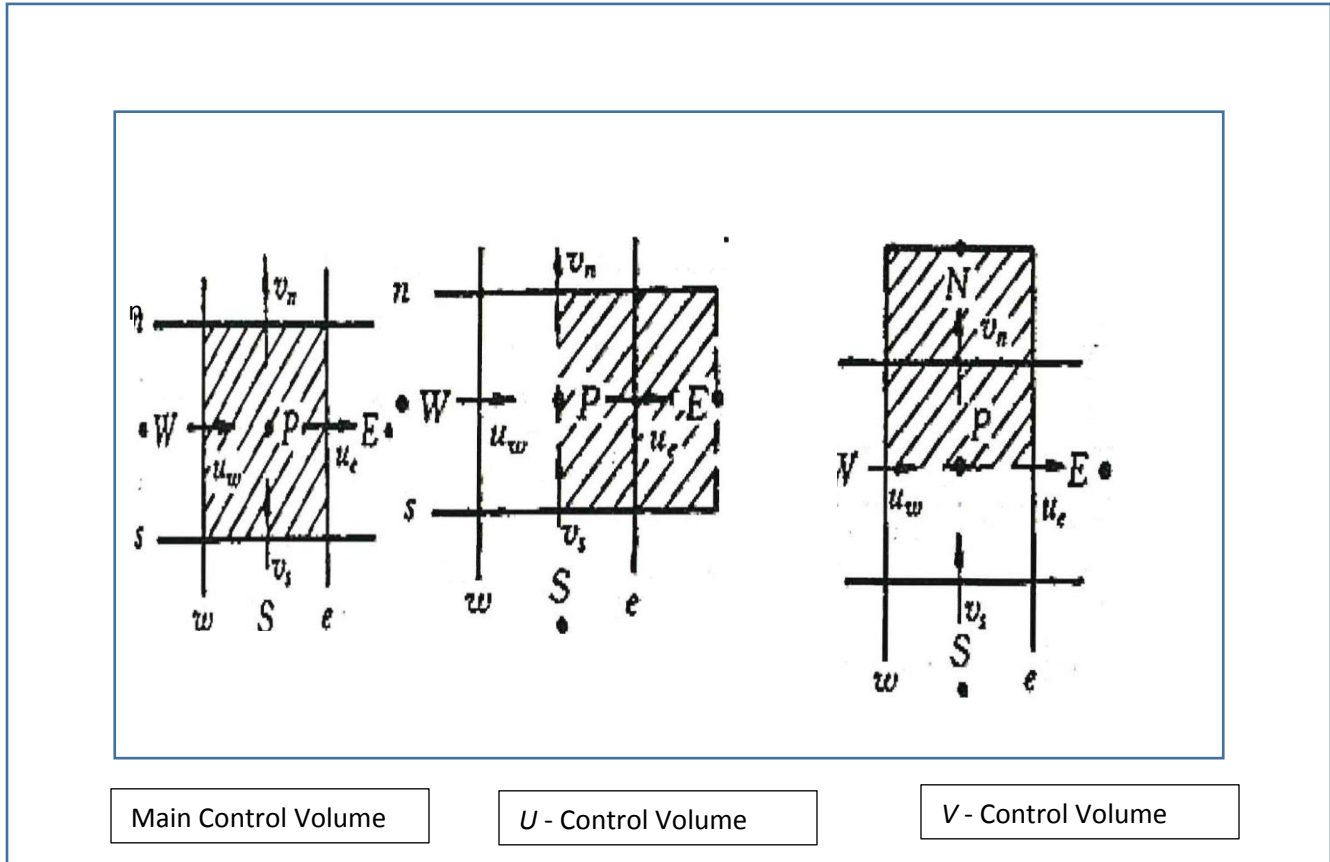 n
v_n
W
u_w
P
u_e
E
s
v_s
w
S
e
n
v_n
W
u_w
P
u_e
E
s
v_s
w
S
e
N
v_n
P
W
u_w
E
u_e
v_s
S
w
e
Main Control Volume
U - Control Volume
V - Control Volume